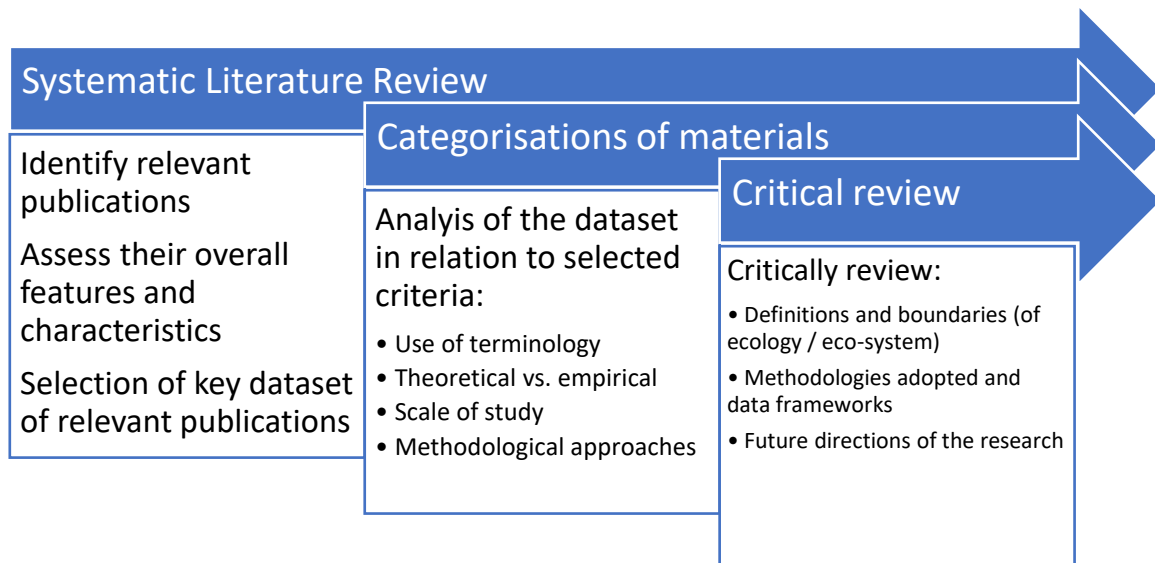 Systematic Literature Review
Identify relevant
publications
Assess their overall
features and
characteristics
Selection of key dataset
of relevant publications
Categorisations of materials
Analyis of the dataset
in relation to selected
criteria:
• Use of terminology
• Theoretical vs. empirical
• Scale of study
• Methodological approaches
Critical review
Critically review:
• Definitions and boundaries (of
ecology / eco-system)
• Methodologies adopted and
data frameworks
• Future directions of the research